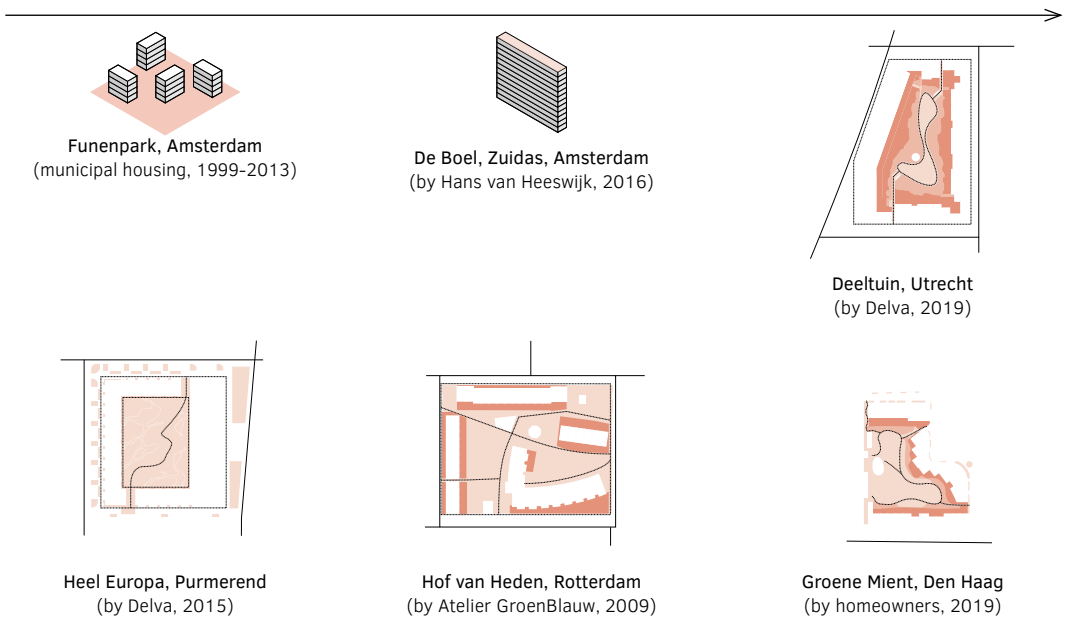 Funenpark, Amsterdam
(municipal housing, 1999-2013)
De Boel, Zuidas, Amsterdam
(by Hans van Heeswijk, 2016)
Deeltuin, Utrecht
(by Delva, 2019)
Heel Europa, Purmerend
(by Delva, 2015)
Hof van Heden, Rotterdam
(by Atelier GroenBlauw, 2009)
Groene Mient, Den Haag
(by homeowners, 2019)